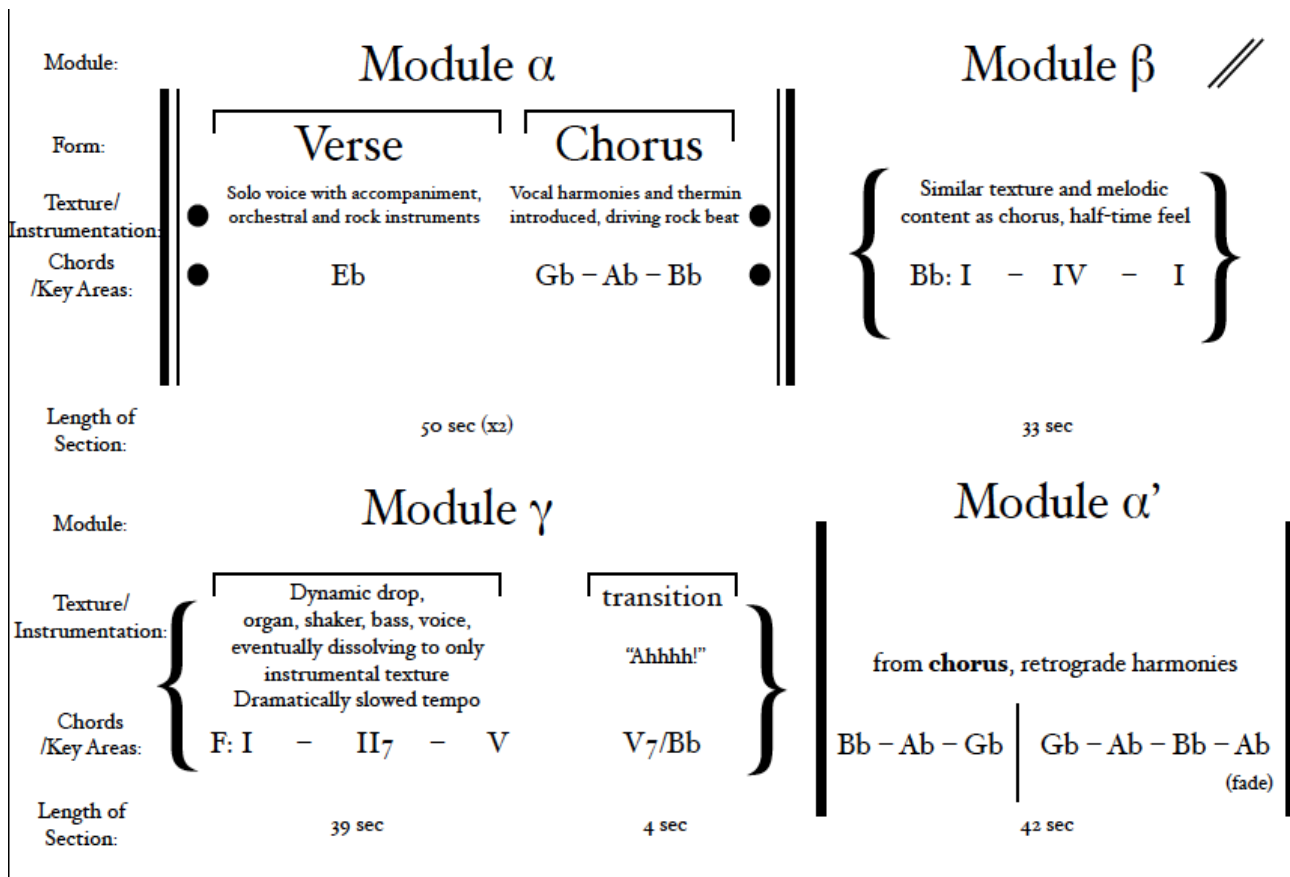 Module: Module α Module β
Form: Verse Chorus
Texture/
Instrumentation:
Solo voice with accompaniment,
orchestral and rock instruments
Vocal harmonies and thermin
introduced, driving rock beat
Similar texture and melodic
content as chorus, half-time feel
Chords
/Key Areas:
Eb Gb – Ab – Bb Bb: I – IV – I
Length of
Section:
50 sec (x2) 33 sec
Module: Module γ Module α’
Texture/
Instrumentation:
Dynamic drop,
organ, shaker, bass, voice,
eventually dissolving to only
instrumental texture
Dramatically slowed tempo
transition
“Ahhhh!”
from chorus, retrograde harmonies
Chords
/Key Areas:
F: I – II7 – V V7/Bb Bb – Ab – Gb Gb – Ab – Bb – Ab
(fade)
Length of
Section:
39 sec 4 sec 42 sec